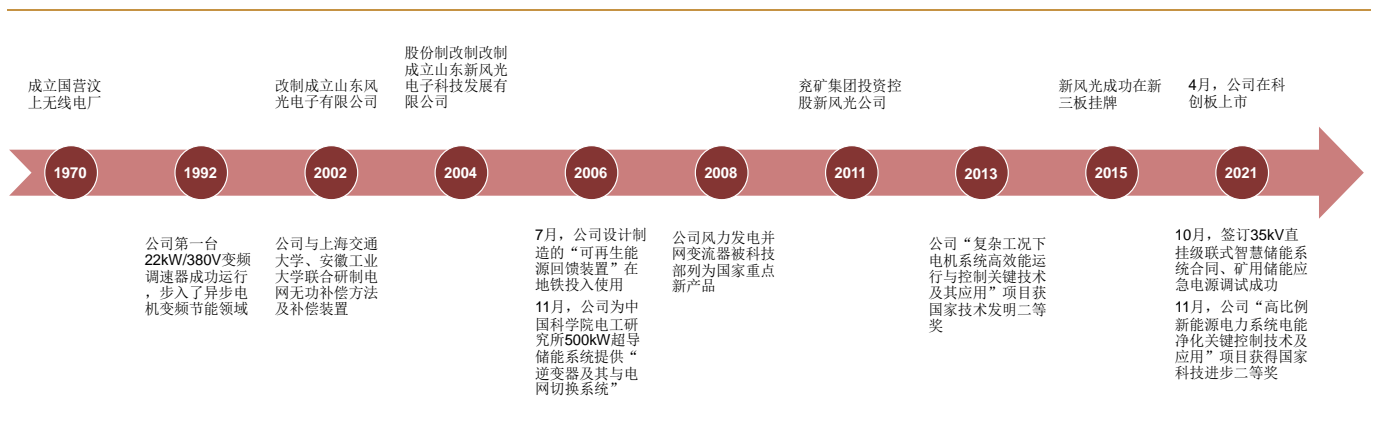 成立国营汶
上无线电厂
改制成立山东风
光电子有限公司
股份制改制改制
成立山东新风光
电子科技发展有
限公司
兖矿集团投资控
股新风光公司
新风光成功在新
三板挂牌
4月，公司在科
创板上市
1970
1992
2002
2004
2006
2008
2011
2013
2015
2021
公司第一台
22kW/380V变频
调速器成功运行
，步入了异步电
机变频节能领域
公司与上海交通
大学、安徽工业
大学联合研制电
网无功补偿方法
及补偿装置
7月，公司设计制
造的“可再生能
源回馈装置”在
地铁投入使用
11月，公司为中
国科学院电工研
究所500kW超导
储能系统提供“
逆变器及其与电
网切换系统”
公司风力发电并
网变流器被科技
部列为国家重点
新产品
公司“复杂工况下
电机系统高效能运
行与控制关键技术
及其应用”项目获
国家技术发明二等
奖
10月，签订35kV直
挂级联式智慧储能系
统合同、矿用储能应
急电源调试成功
11月，公司“高比例
新能源电力系统电能
净化关键控制技术及
应用”项目获得国家
科技进步二等奖